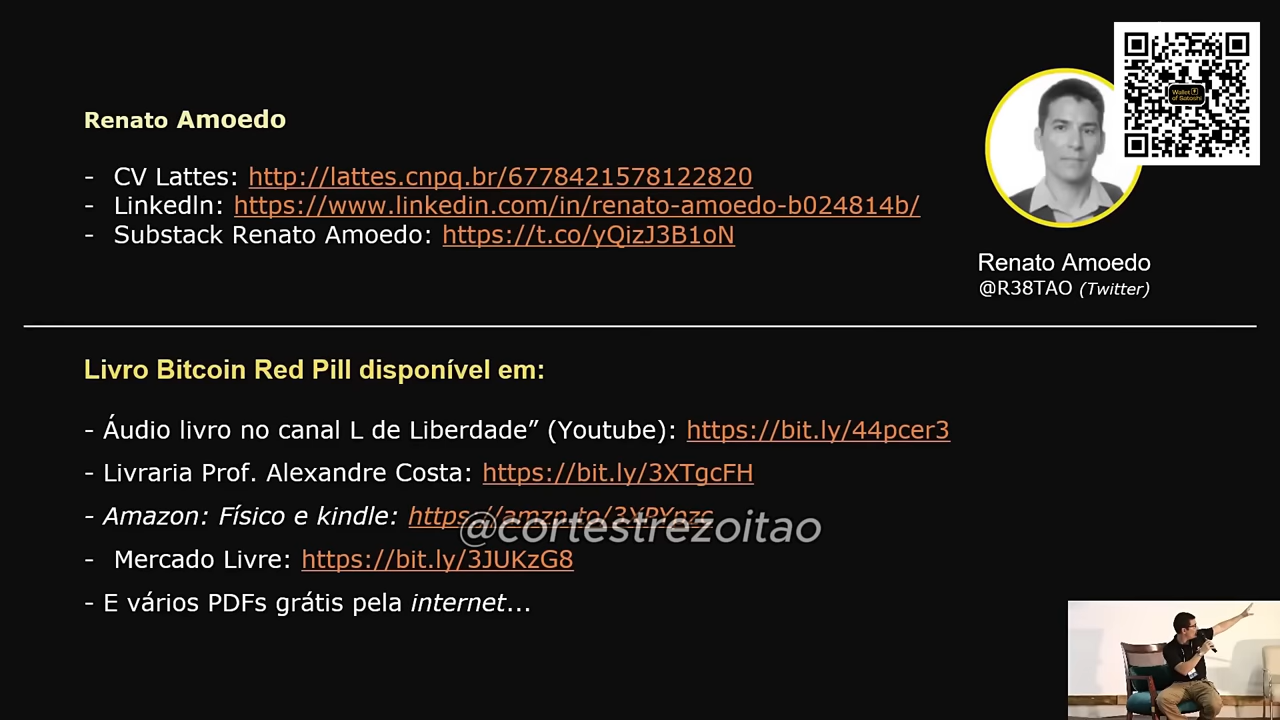 Renato Amoedo
- CV Lattes: http://lattes.cnpq.br/6778421578122820
- LinkedIn: https://www.linkedin.com/in/renato-amoedo-b024814b/
- Substack Renato Amoedo: https://t.co/yQizJ3B1oN
Wallet
of Satoshi
Renato Amoedo
@R38TAO (Twitter)
Livro Bitcoin Red Pill disponível em:
- Áudio livro no canal L de Liberdade” (Youtube): https://bit.ly/44pcer3
- Livraria Prof. Alexandre Costa: https://bit.ly/3XTgcFH
- Amazon: Físico e kindle:
@cortestrezoitao
- Mercado Livre: https://bit.ly/3JUKzG8
- E vários PDFs grátis pela internet...